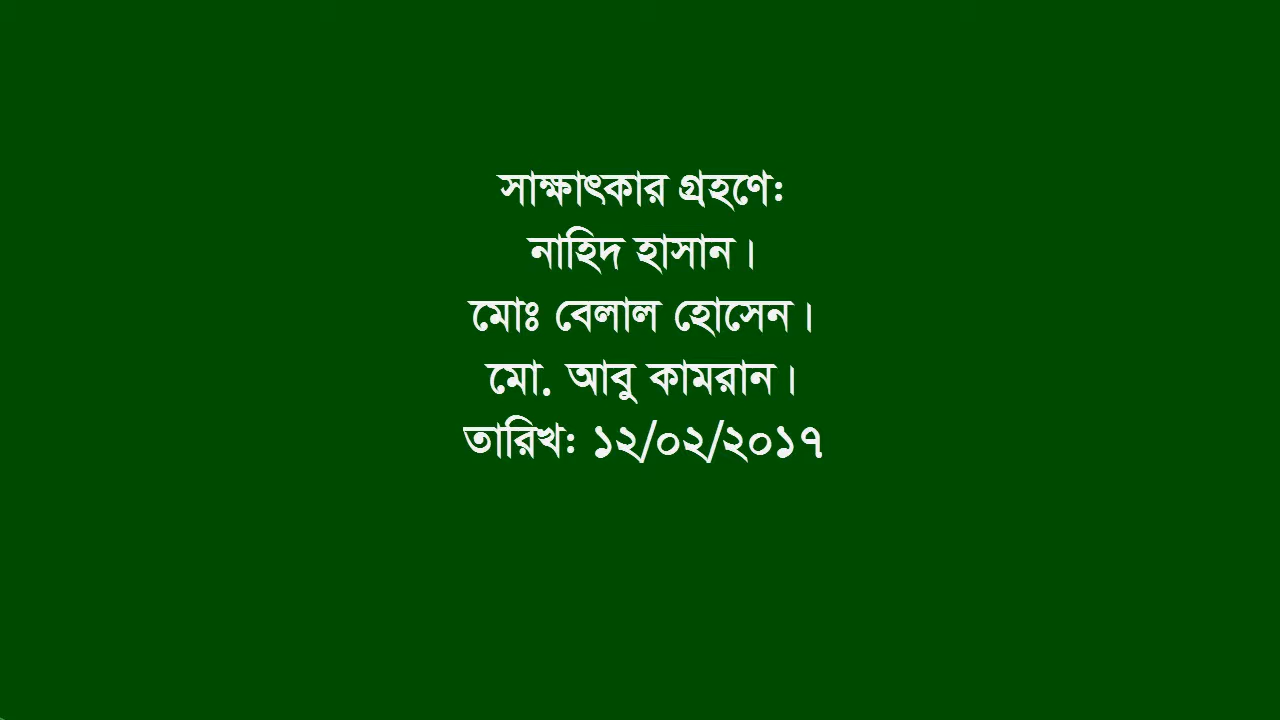 সাক্ষাৎকার গ্রহণে:
নাহিদ হাসান।
মোঃ বেলাল হোসেন।
মো. আবু কামরান।
তারিখ: ১২/০২/২০১৭